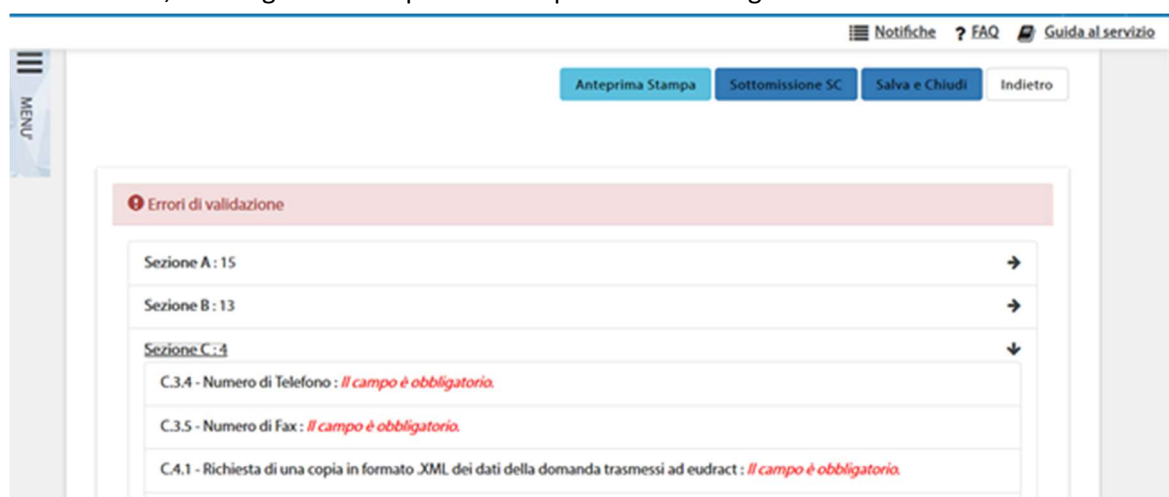 Notifiche ? FAQ Guida al servizio
MENU'
Anteprima Stampa Sottomissione SC Salva e Chiudi Indietro
Errori di validazione
Sezione A : 15
Sezione B : 13
Sezione C : 4
C.3.4 - Numero di Telefono : Il campo è obbligatorio.
C.3.5 - Numero di Fax : Il campo è obbligatorio.
C.4.1 - Richiesta di una copia in formato .XML dei dati della domanda trasmessi ad eudract : Il campo è obbligatorio.